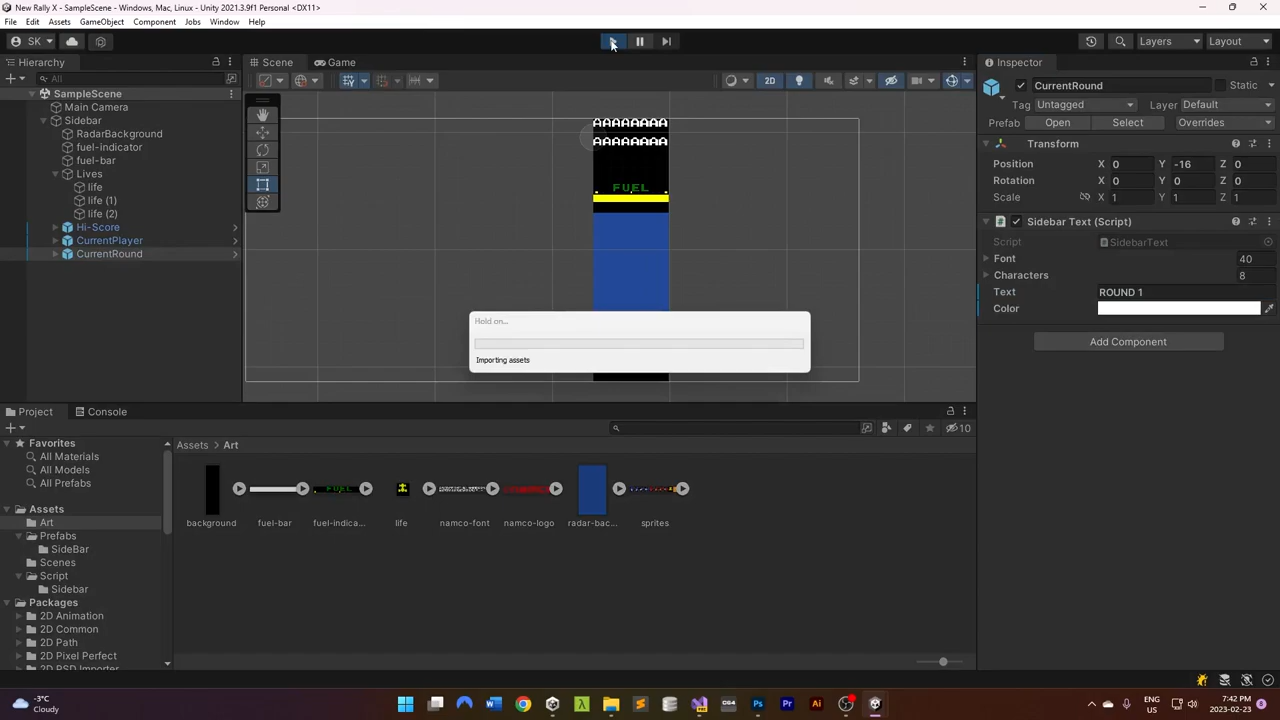 New Rally X - SampleScene - Windows, Mac, Linux - Unity 2021.3.9f1 Personal <DX11>
File Edit Assets GameObject Component Jobs Window Help
SK Layers Layout
Hierarchy Scene Game Inspector
All 2D CurrentRound Static
SampleScene Tag Untagged Layer Default
Main Camera
Sidebar Prefab Open Select Overrides
RadarBackground
fuel-indicator Transform
fuel-bar Position X 0 Y -16 Z 0
Lives Rotation X 0 Y 0 Z 0
life Scale X 1 Y 1 Z 1
life (1)
life (2) Sidebar Text (Script)
Hi-Score Script SidebarText
CurrentPlayer Font 40
CurrentRound Characters 8
Text ROUND 1
Color
Add Component
AAAAAAAA
AAAAAAAA
FUEL
Hold on...
Importing assets
Project Console
10
Favorites Assets > Art
All Materials
All Models
All Prefabs
Assets
Art background fuel-bar fuel-indica... life namco-font namco-logo radar-bac... sprites
Prefabs
SideBar
Scenes
Script
Sidebar
Packages
2D Animation
2D Common
2D Path
2D Pixel Perfect
2D PSD Importer
-3°C
Cloudy
ENG
US
7:42 PM
2023-02-23